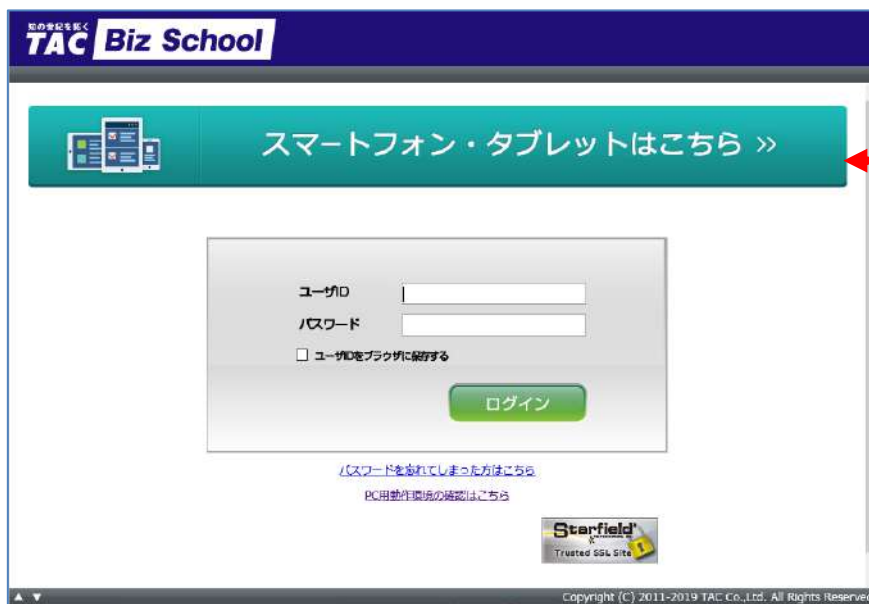 知の世紀を拓く
TAC Biz School
スマートフォン・タブレットはこちら »
ユーザID
パスワード
ユーザIDをブラウザに保存する
ログイン
パスワードを忘れてしまった方はこちら
PC用動作環境の確認はこちら
Starfield
Trusted SSL Site
Copyright (C) 2011-2019 TAC Co.,Ltd. All Rights Reserved